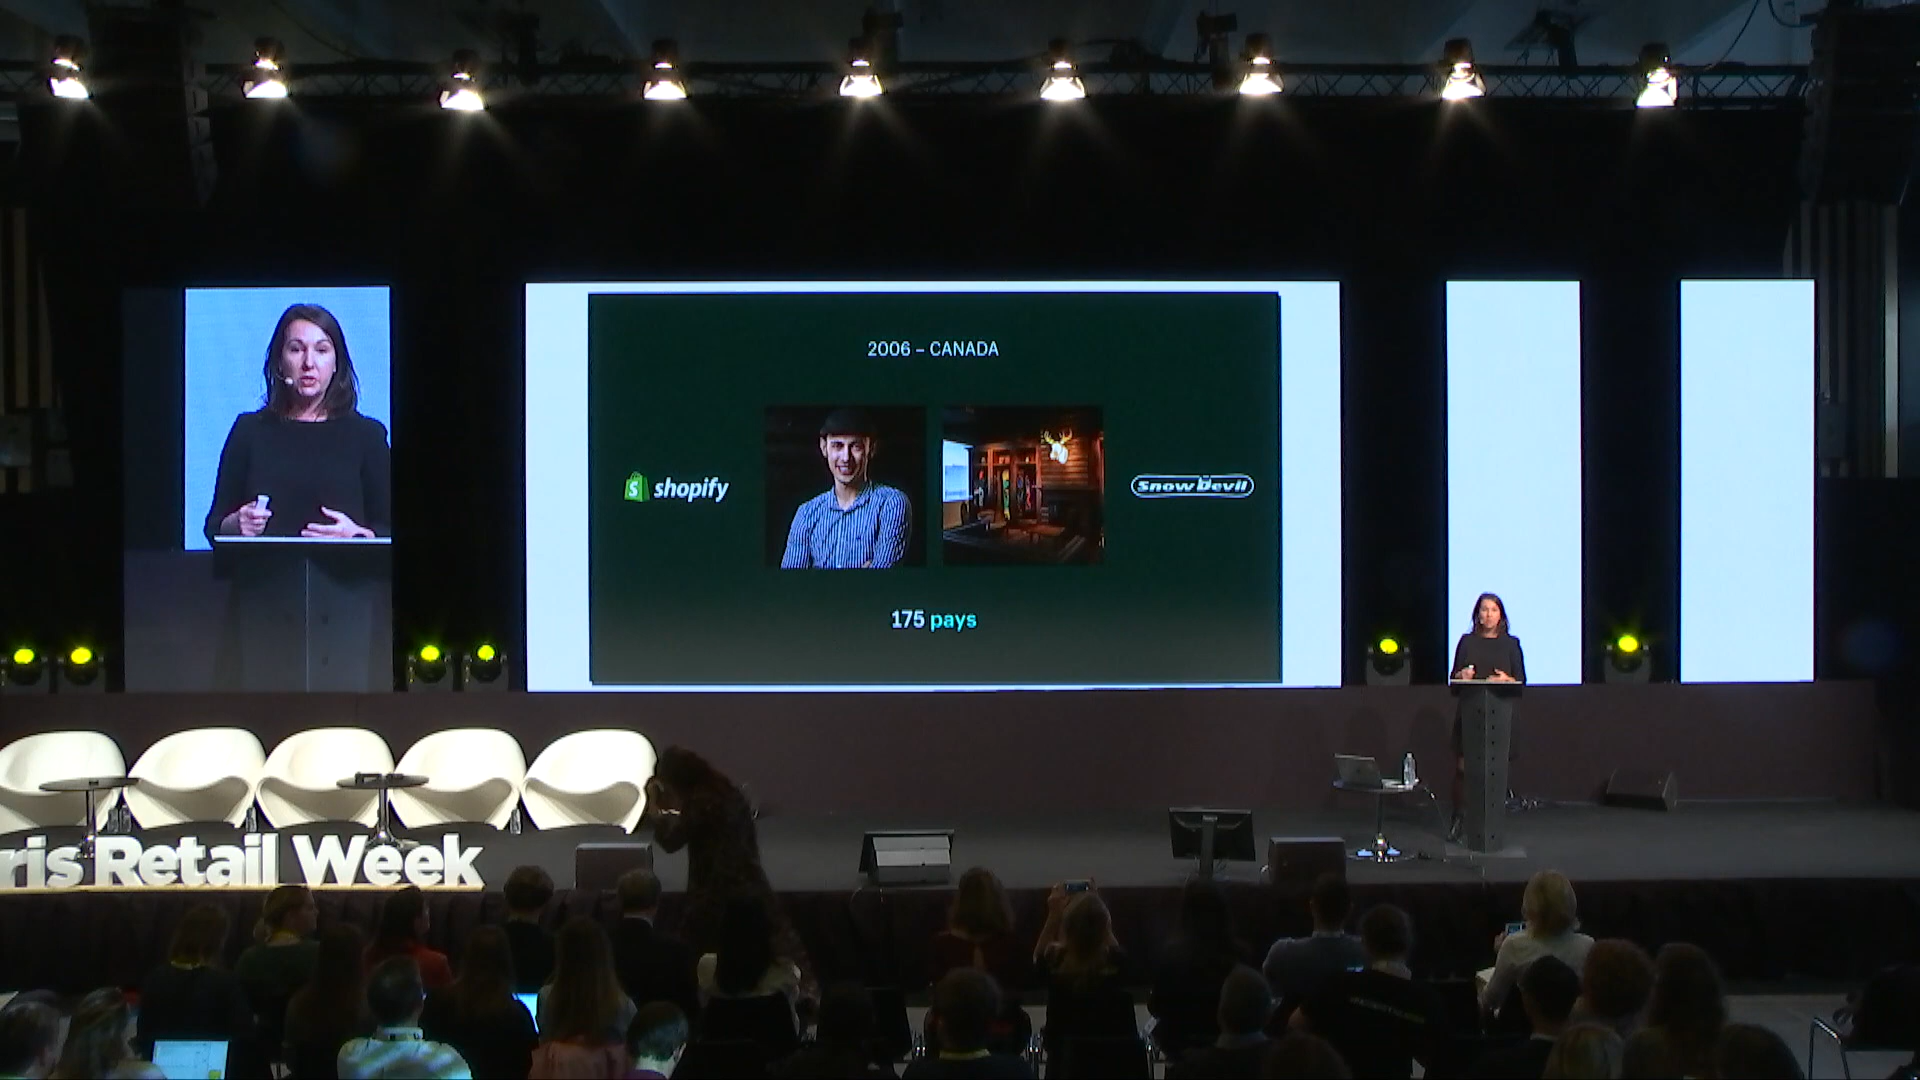 2006 – CANADA
shopify
Snow Devil
175 pays
ris Retail Week